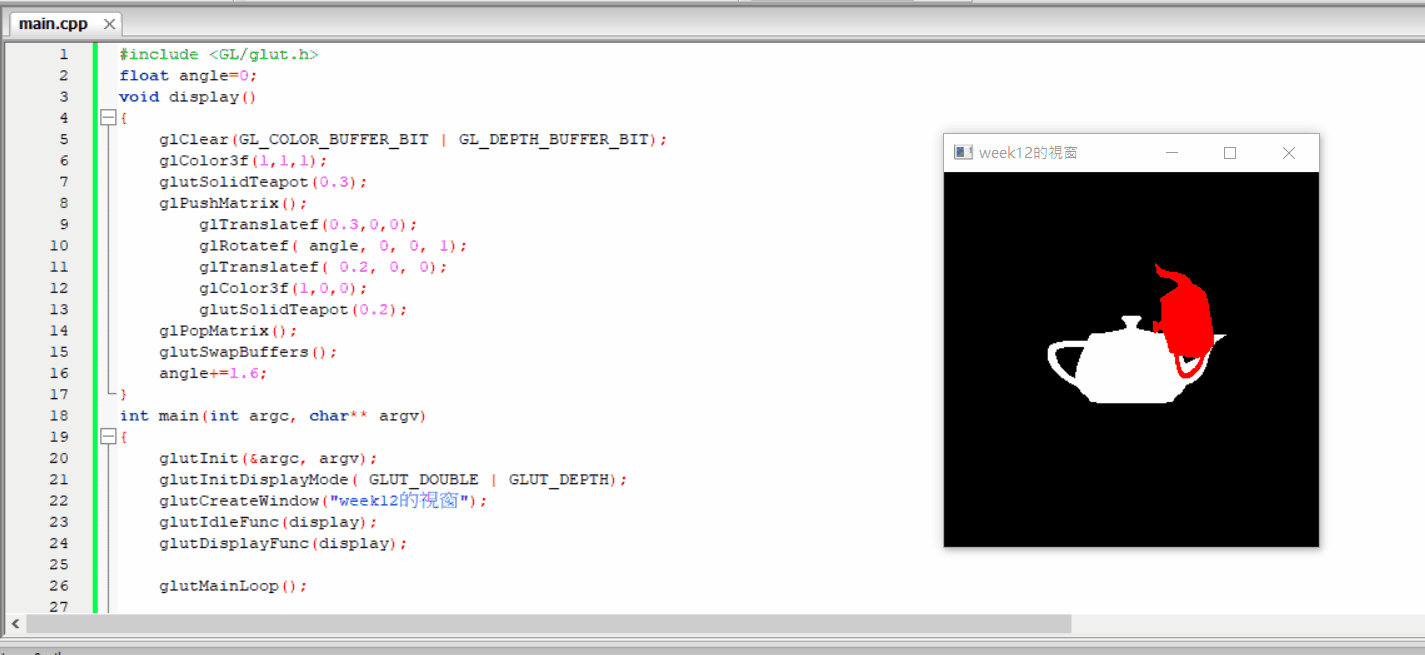 main.cpp
1 #include <GL/glut.h>
2 float angle=0;
3 void display()
4 {
5 glClear(GL_COLOR_BUFFER_BIT | GL_DEPTH_BUFFER_BIT);
6 glColor3f(1,1,1);
7 glutSolidTeapot(0.3);
8 glPushMatrix();
9 glTranslatef(0.3,0,0);
10 glRotatef( angle, 0, 0, 1);
11 glTranslatef( 0.2, 0, 0);
12 glColor3f(1,0,0);
13 glutSolidTeapot(0.2);
14 glPopMatrix();
15 glutSwapBuffers();
16 angle+=1.6;
17 }
18 int main(int argc, char** argv)
19 {
20 glutInit(&argc, argv);
21 glutInitDisplayMode( GLUT_DOUBLE | GLUT_DEPTH);
22 glutCreateWindow("week12的視窗");
23 glutIdleFunc(display);
24 glutDisplayFunc(display);
25
26 glutMainLoop();
27
week12的視窗